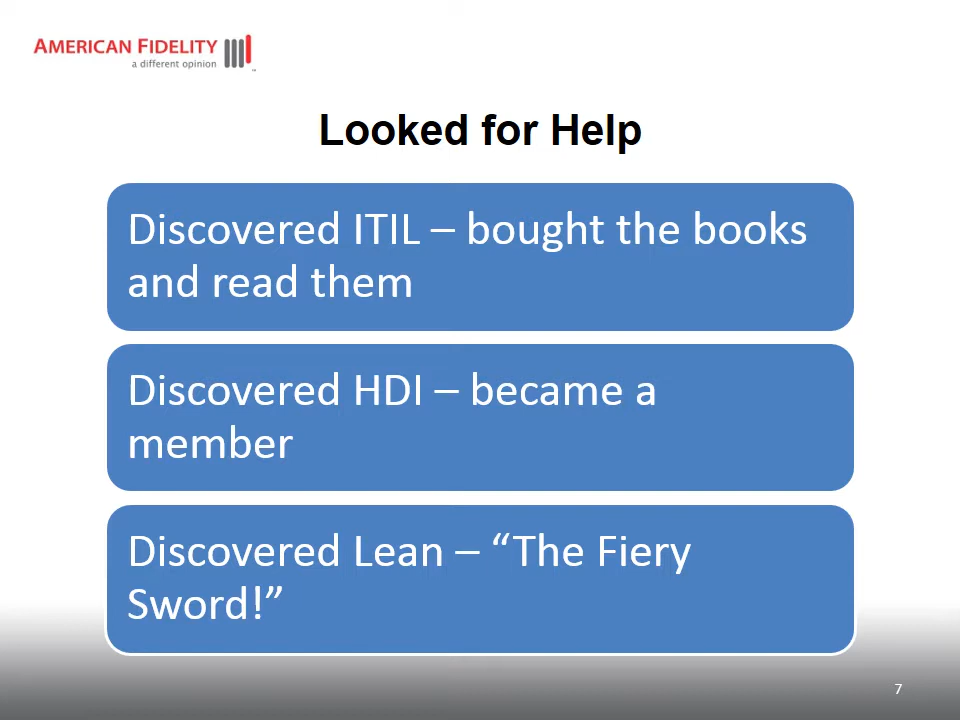 AMERICAN FIDELITY
a different opinion
Looked for Help
Discovered ITIL – bought the books
and read them
Discovered HDI – became a
member
Discovered Lean – “The Fiery
Sword!”
7